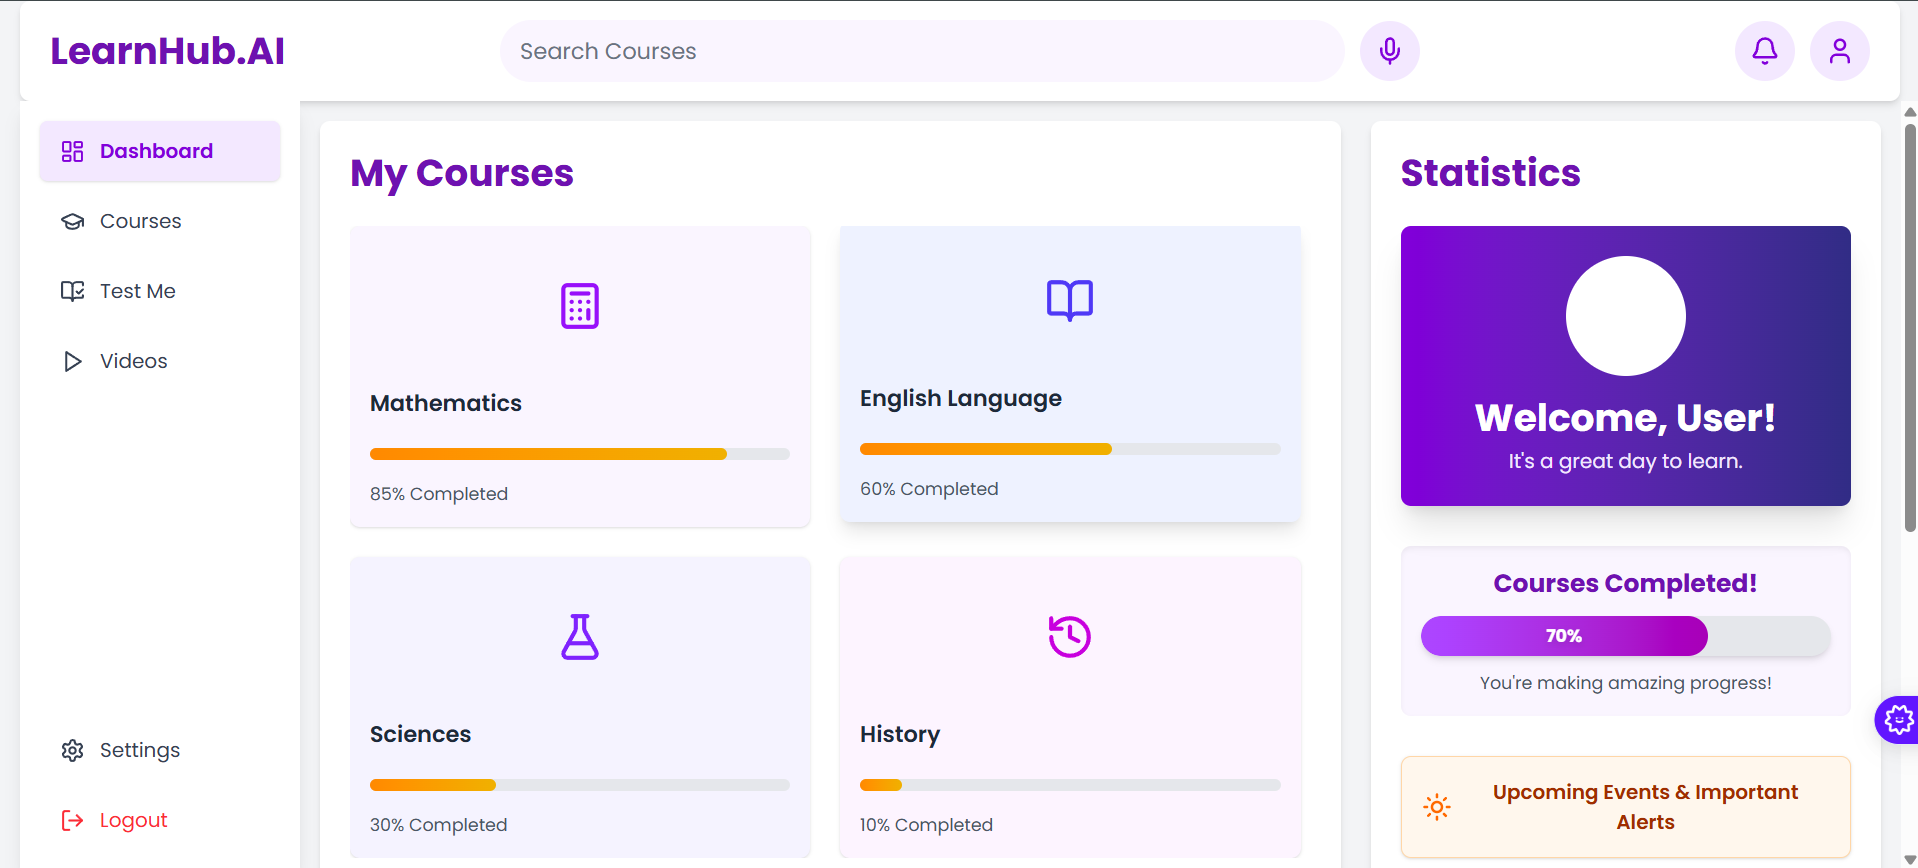 LearnHub.AI
Search Courses
Dashboard
Courses
Test Me
Videos
Settings
Logout
My Courses
Mathematics
85% Completed
English Language
60% Completed
Sciences
30% Completed
History
10% Completed
Statistics
Welcome, User!
It's a great day to learn.
Courses Completed!
70%
You're making amazing progress!
Upcoming Events & Important
Alerts